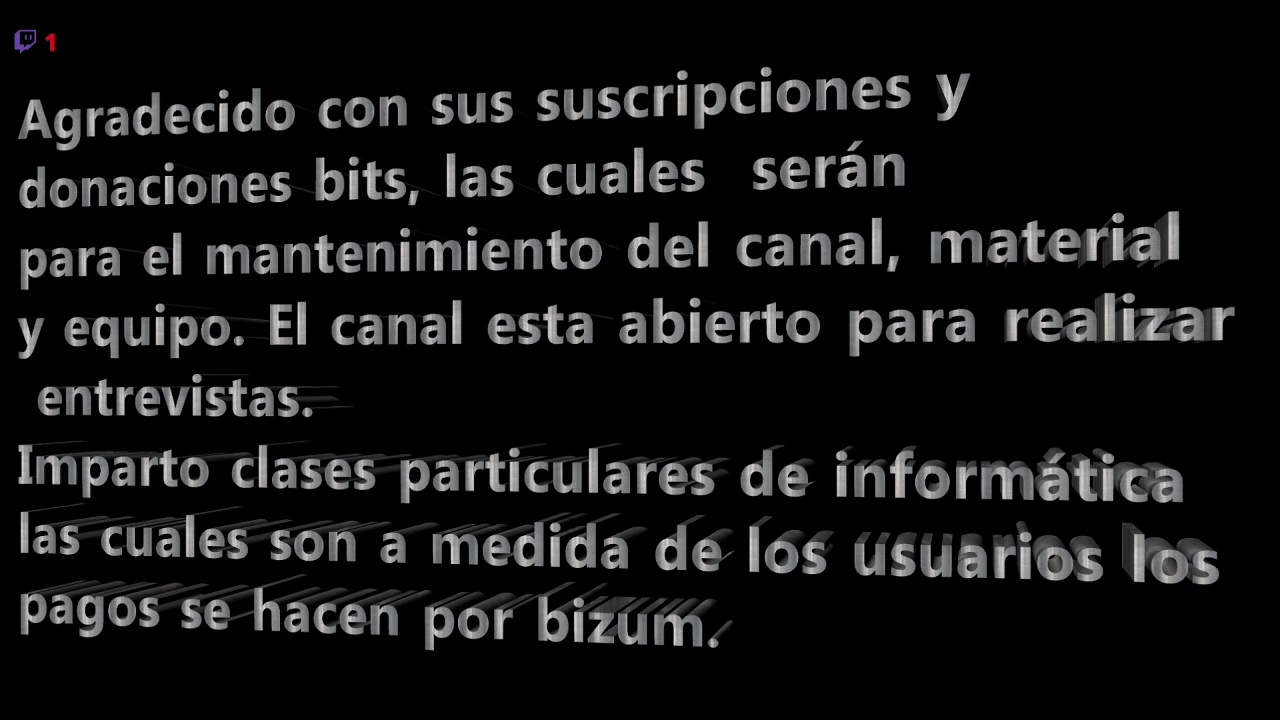 1
Agradecido con sus suscripciones y
donaciones bits, las cuales serán
para el mantenimiento del canal, material
y equipo. El canal esta abierto para realizar
entrevistas.
Imparto clases particulares de informática
las cuales son a medida de los usuarios los
pagos se hacen por bizum.